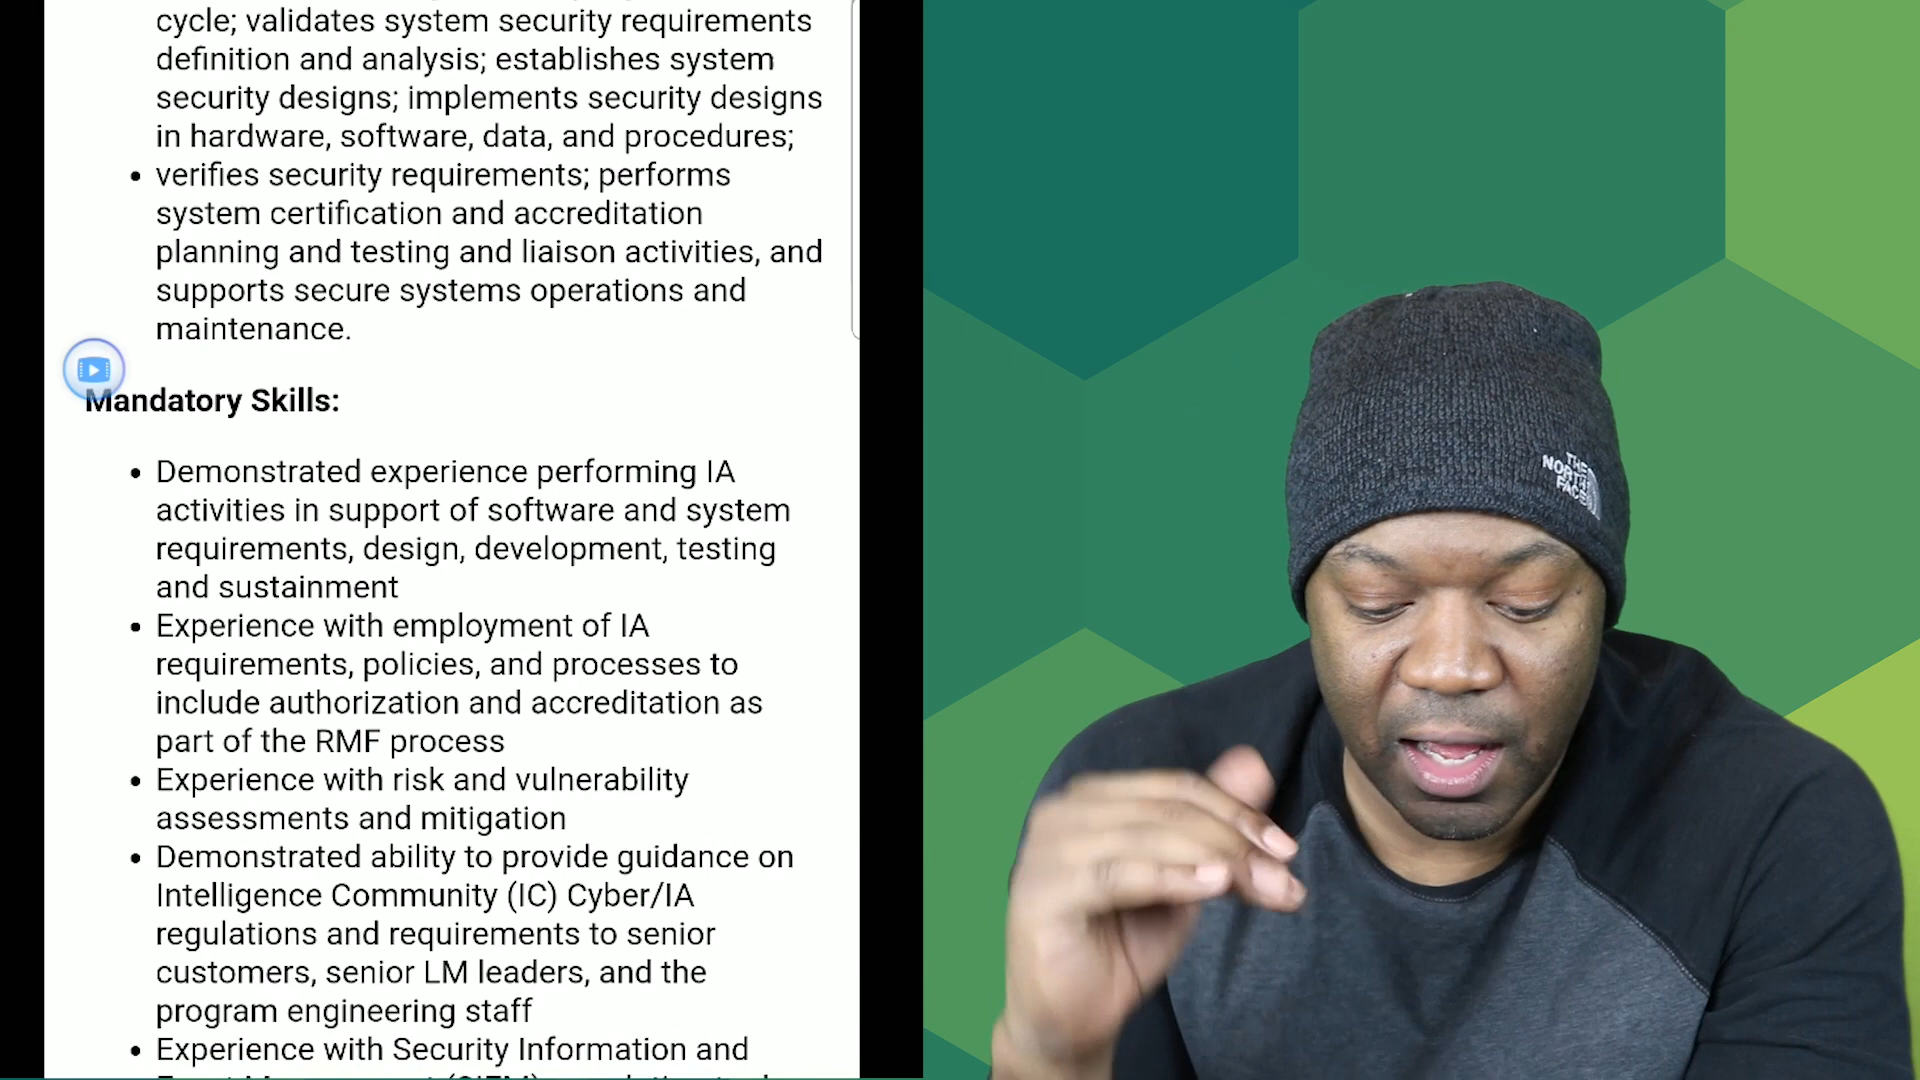 cycle; validates system security requirements
definition and analysis; establishes system
security designs; implements security designs
in hardware, software, data, and procedures;
• verifies security requirements; performs
system certification and accreditation
planning and testing and liaison activities, and
supports secure systems operations and
maintenance.
Mandatory Skills:
• Demonstrated experience performing IA
activities in support of software and system
requirements, design, development, testing
and sustainment
• Experience with employment of IA
requirements, policies, and processes to
include authorization and accreditation as
part of the RMF process
• Experience with risk and vulnerability
assessments and mitigation
• Demonstrated ability to provide guidance on
Intelligence Community (IC) Cyber/IA
regulations and requirements to senior
customers, senior LM leaders, and the
program engineering staff
• Experience with Security Information and
THE
NORTH
FACE